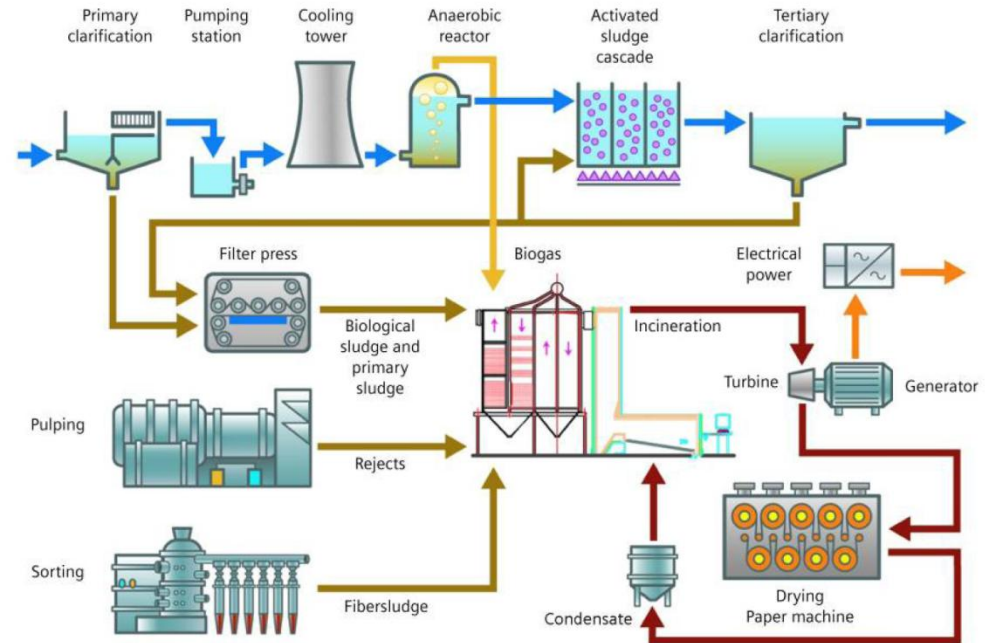 Primary
clarification
Pumping
station
Cooling
tower
Anaerobic
reactor
Activated
sludge
cascade
Tertiary
clarification
Filter press
Biogas
Electrical
power
Biological
sludge and
primary
sludge
Incineration
Turbine
Generator
Pulping
Rejects
Sorting
Fibersludge
Condensate
Drying
Paper machine